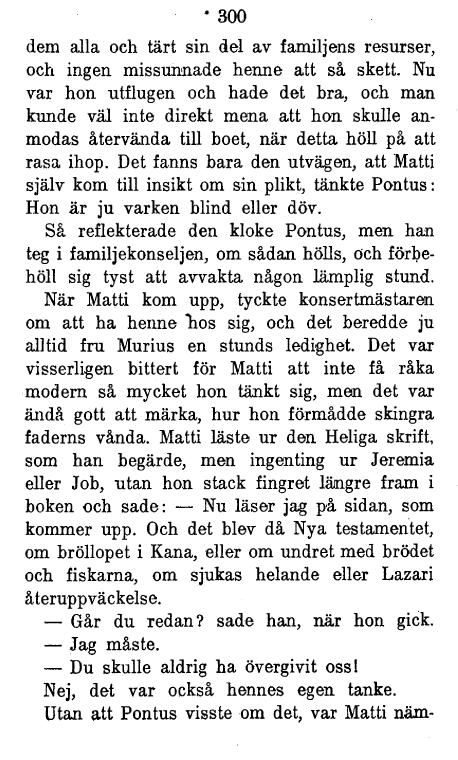 300
dem alla och tärt sin del av familjens resurser,
och ingen missunnade henne att så skett. Nu
var hon utflugen och hade det bra, och man
kunde väl inte direkt mena att hon skulle an-
modas återvända till boet, när detta höll på att
rasa ihop. Det fanns bara den utvägen, att Matti
själv kom till insikt om sin plikt, tänkte Pontus:
Hon är ju varken blind eller döv.
Så reflekterade den kloke Pontus, men han
teg i familjekonseljen, om sådan hölls, och förbe-
höll sig tyst att avvakta någon lämplig stund.
När Matti kom upp, tyckte konsertmästaren
om att ha henne hos sig, och det beredde ju
alltid fru Murius en stunds ledighet. Det var
visserligen bittert för Matti att inte få råka
modern så mycket hon tänkt sig, men det var
ändå gott att märka, hur hon förmådde skingra
faderns vånda. Matti läste ur den Heliga skrift,
som han begärde, men ingenting ur Jeremia
eller Job, utan hon stack fingret längre fram i
boken och sade: — Nu läser jag på sidan, som
kommer upp. Och det blev då Nya testamentet,
om bröllopet i Kana, eller om undret med brödet
och fiskarna, om sjukas helande eller Lazari
återuppväckelse.
— Går du redan? sade han, när hon gick.
— Jag måste.
— Du skulle aldrig ha övergivit oss!
Nej, det var också hennes egen tanke.
Utan att Pontus visste om det, var Matti näm-